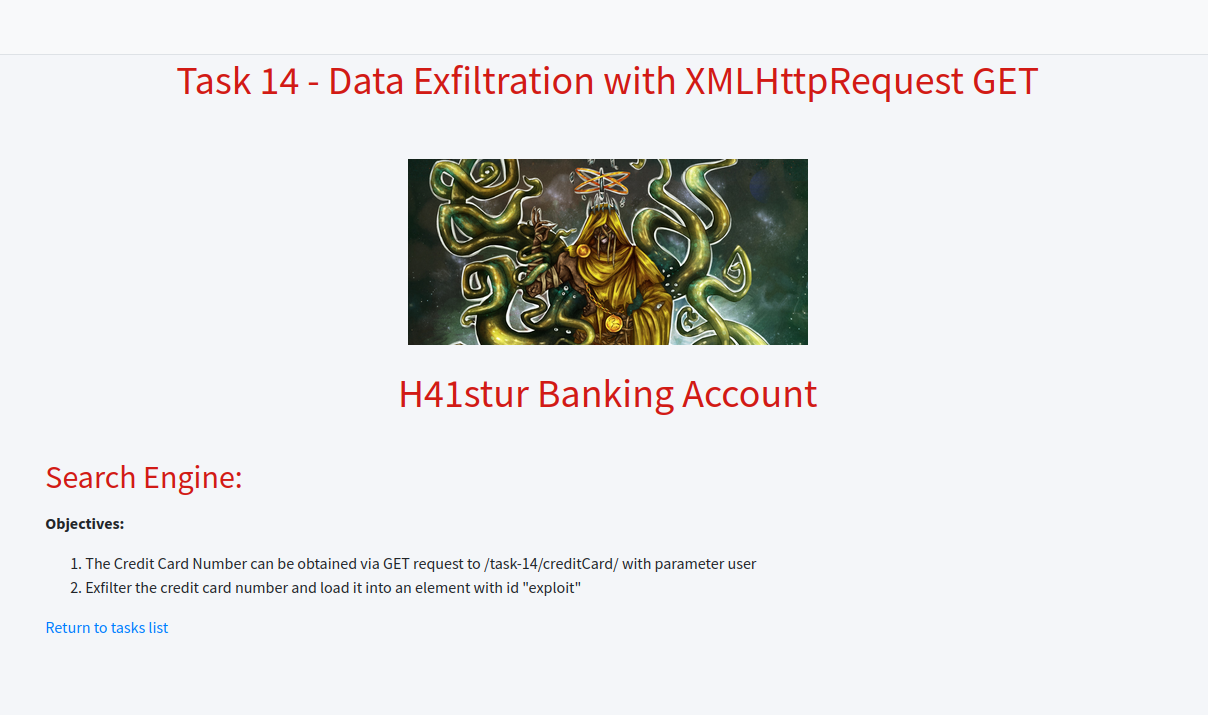 Task 14 - Data Exfiltration with XMLHttpRequest GET
H41stur Banking Account
Search Engine:
Objectives:
1. The Credit Card Number can be obtained via GET request to /task-14/creditCard/ with parameter user
2. Exfilter the credit card number and load it into an element with id "exploit"
Return to tasks list